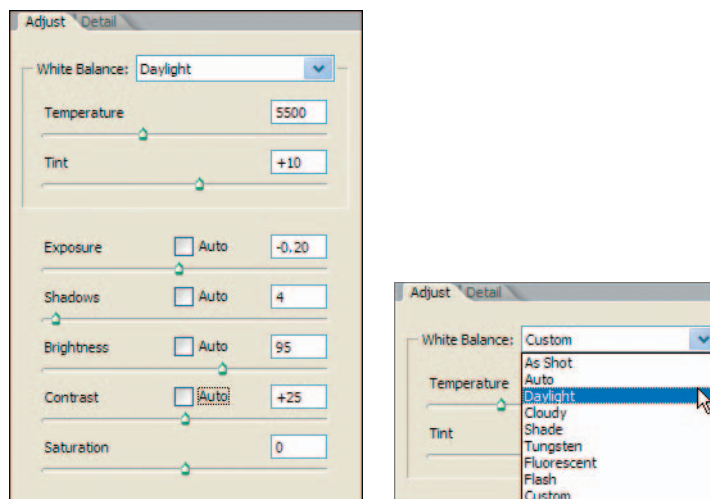 Adjust Detail
White Balance: Daylight
Temperature 5500
Tint +10
Exposure Auto -0.20
Shadows Auto 4
Brightness Auto 95
Contrast Auto +25
Saturation 0
Adjust Detail
White Balance: Custom
As Shot
Temperature Auto
Daylight
Cloudy
Tint Shade
Tungsten
Fluorescent
Flash
Custom